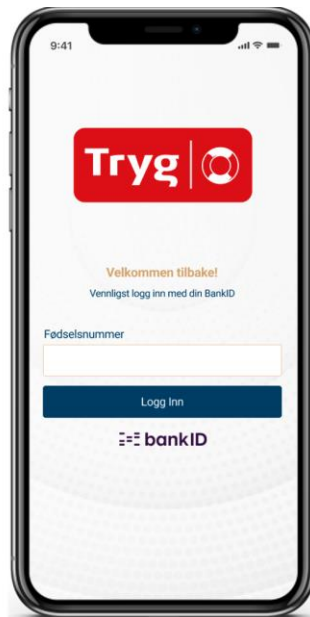 9:41
Tryg
Velkommen tilbake!
Vennligst logg inn med din BankID
Fødselsnummer
Logg Inn
bankID